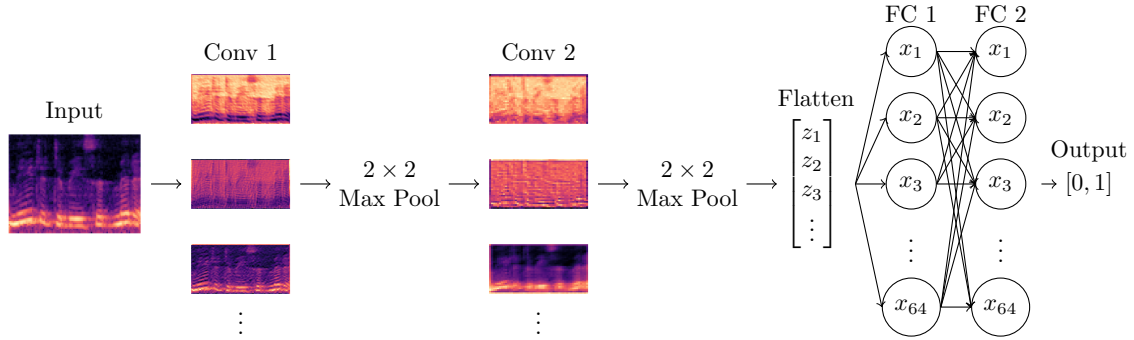 Input
Conv 1
⋮
2 × 2
Max Pool
Conv 2
⋮
2 × 2
Max Pool
Flatten
z₁
z₂
z₃
⋮
FC 1
x₁
x₂
x₃
⋮
x₆₄
FC 2
x₁
x₂
x₃
⋮
x₆₄
Output
[0, 1]